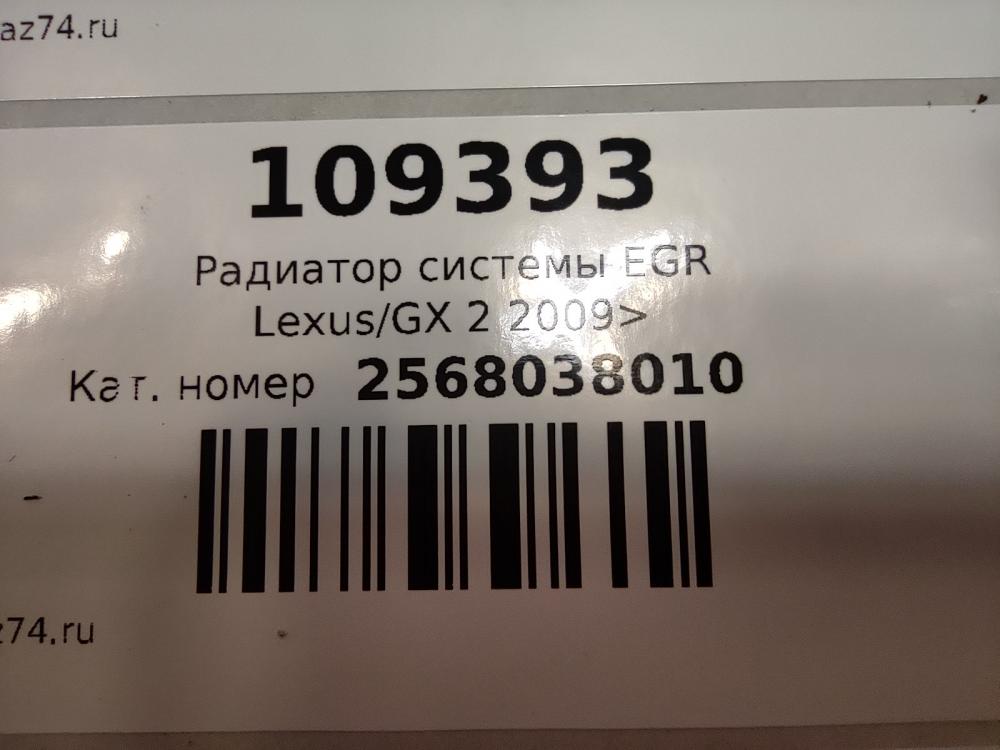 az74.ru
109393
Радиатор системы EGR
Lexus/GX 2 2009>
Кат. номер 2568038010
z74.ru